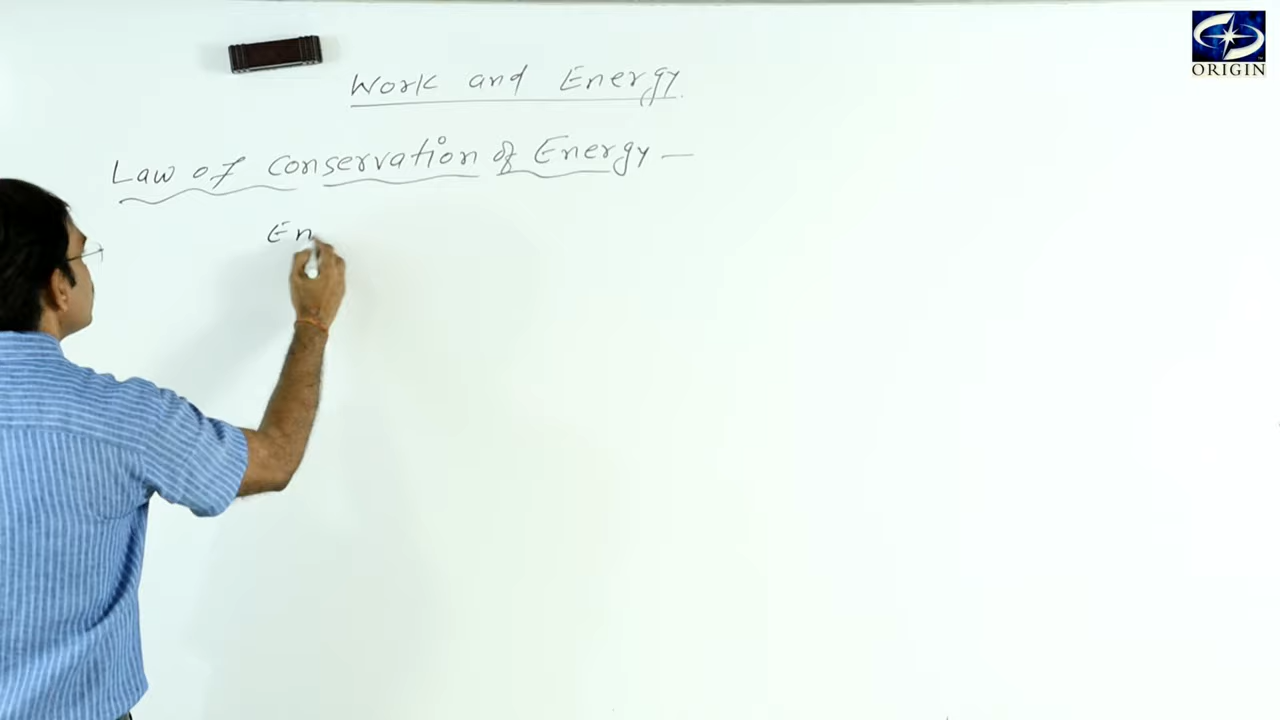 ORIGIN
Work and Energy
Law of Conservation of Energy —
En